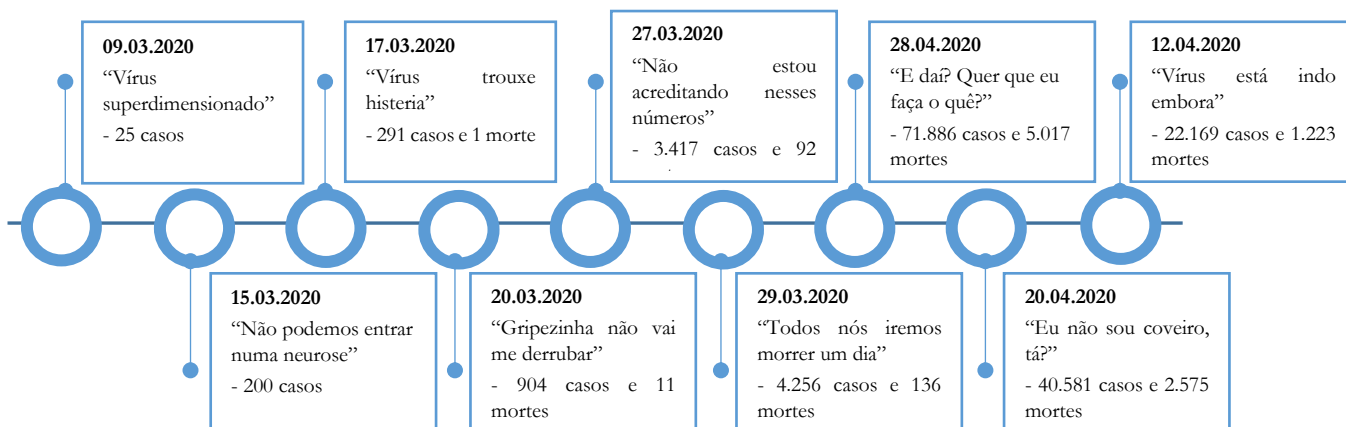 09.03.2020
“Vírus
superdimensionado”
- 25 casos
15.03.2020
“Não podemos entrar
numa neurose”
- 200 casos
17.03.2020
“Vírus trouxe
histeria”
- 291 casos e 1 morte
20.03.2020
“Gripezinha não vai
me derrubar”
- 904 casos e 11
mortes
27.03.2020
“Não estou
acreditando nesses
números”
- 3.417 casos e 92
29.03.2020
“Todos nós iremos
morrer um dia”
- 4.256 casos e 136
mortes
28.04.2020
“E daí? Quer que eu
faça o quê?”
- 71.886 casos e 5.017
mortes
20.04.2020
“Eu não sou coveiro,
tá?”
- 40.581 casos e 2.575
mortes
12.04.2020
“Vírus está indo
embora”
- 22.169 casos e 1.223
mortes